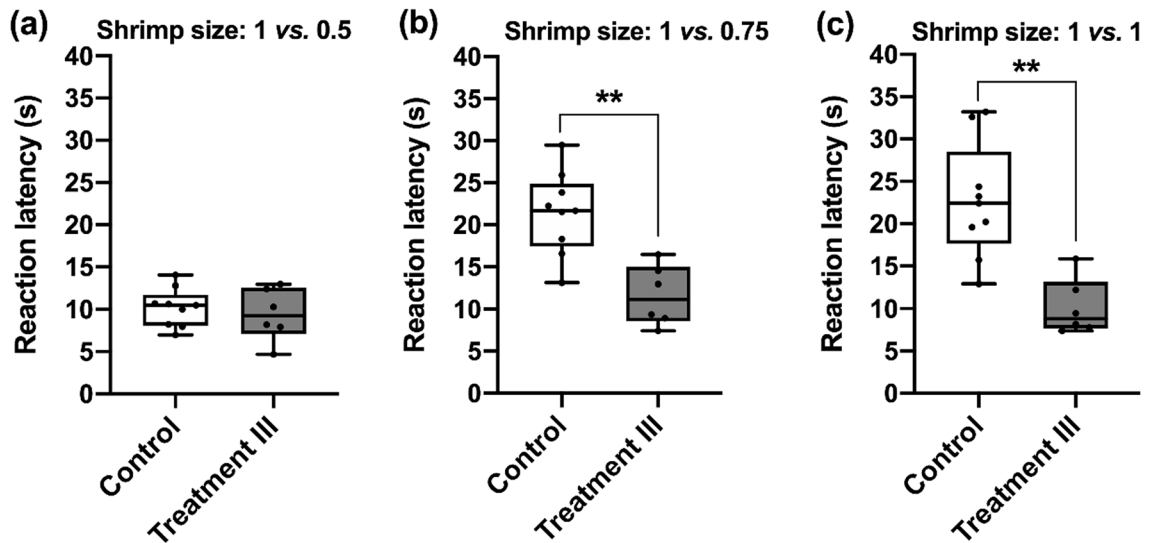 (a)
Shrimp size: 1 vs. 0.5
Reaction latency (s)
40
35
30
25
20
15
10
5
0
Control
Treatment III
(b)
Shrimp size: 1 vs. 0.75
Reaction latency (s)
40
35
30
25
20
15
10
5
0
**
Control
Treatment III
(c)
Shrimp size: 1 vs. 1
Reaction latency (s)
40
35
30
25
20
15
10
5
0
**
Control
Treatment III